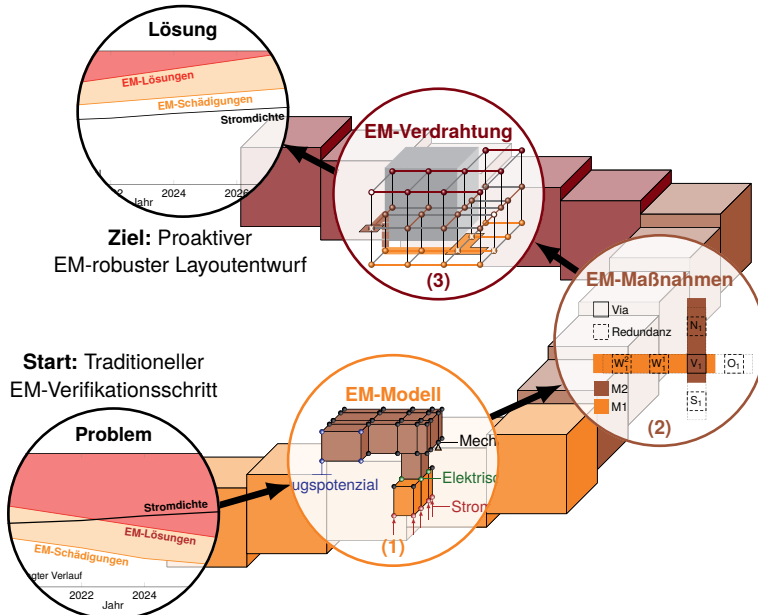 Lösung
EM-Lösungen
EM-Schädigungen
Stromdichte
2024
2026
Jahr
Ziel: Proaktiver
EM-robuster Layoutentwurf
EM-Verdrahtung
(3)
EM-Maßnahmen
Via
Redundanz
N1
W1
V1
O1
S1
M2
M1
(2)
Start: Traditioneller
EM-Verifikationsschritt
Problem
Stromdichte
EM-Lösungen
EM-Schädigungen
Verlauf
2022
2024
Jahr
EM-Modell
Mech
ugspotenzial
Elektrisc
Strom
(1)